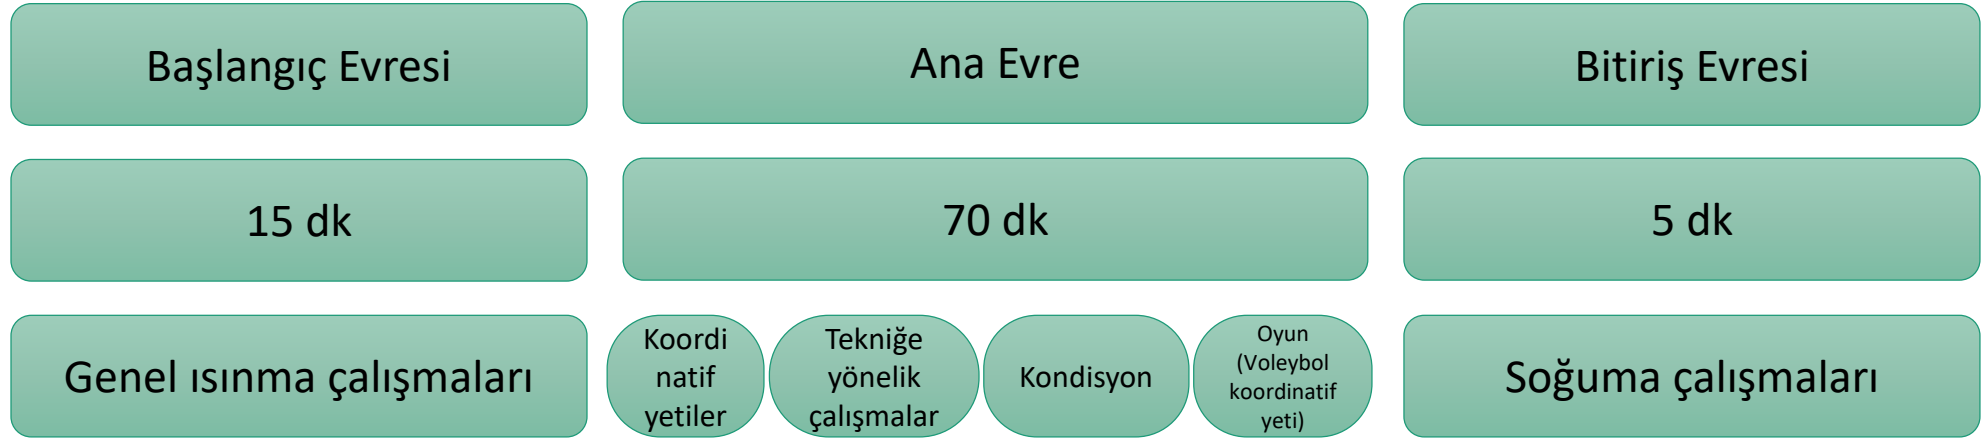 Başlangıç Evresi
Ana Evre
Bitiriş Evresi
15 dk
70 dk
5 dk
Genel ısınma çalışmaları
Koordi
natif
yetiler
Tekniğe
yönelik
çalışmalar
Kondisyon
Oyun
(Voleybol
koordinatif
yeti)
Soğuma çalışmaları